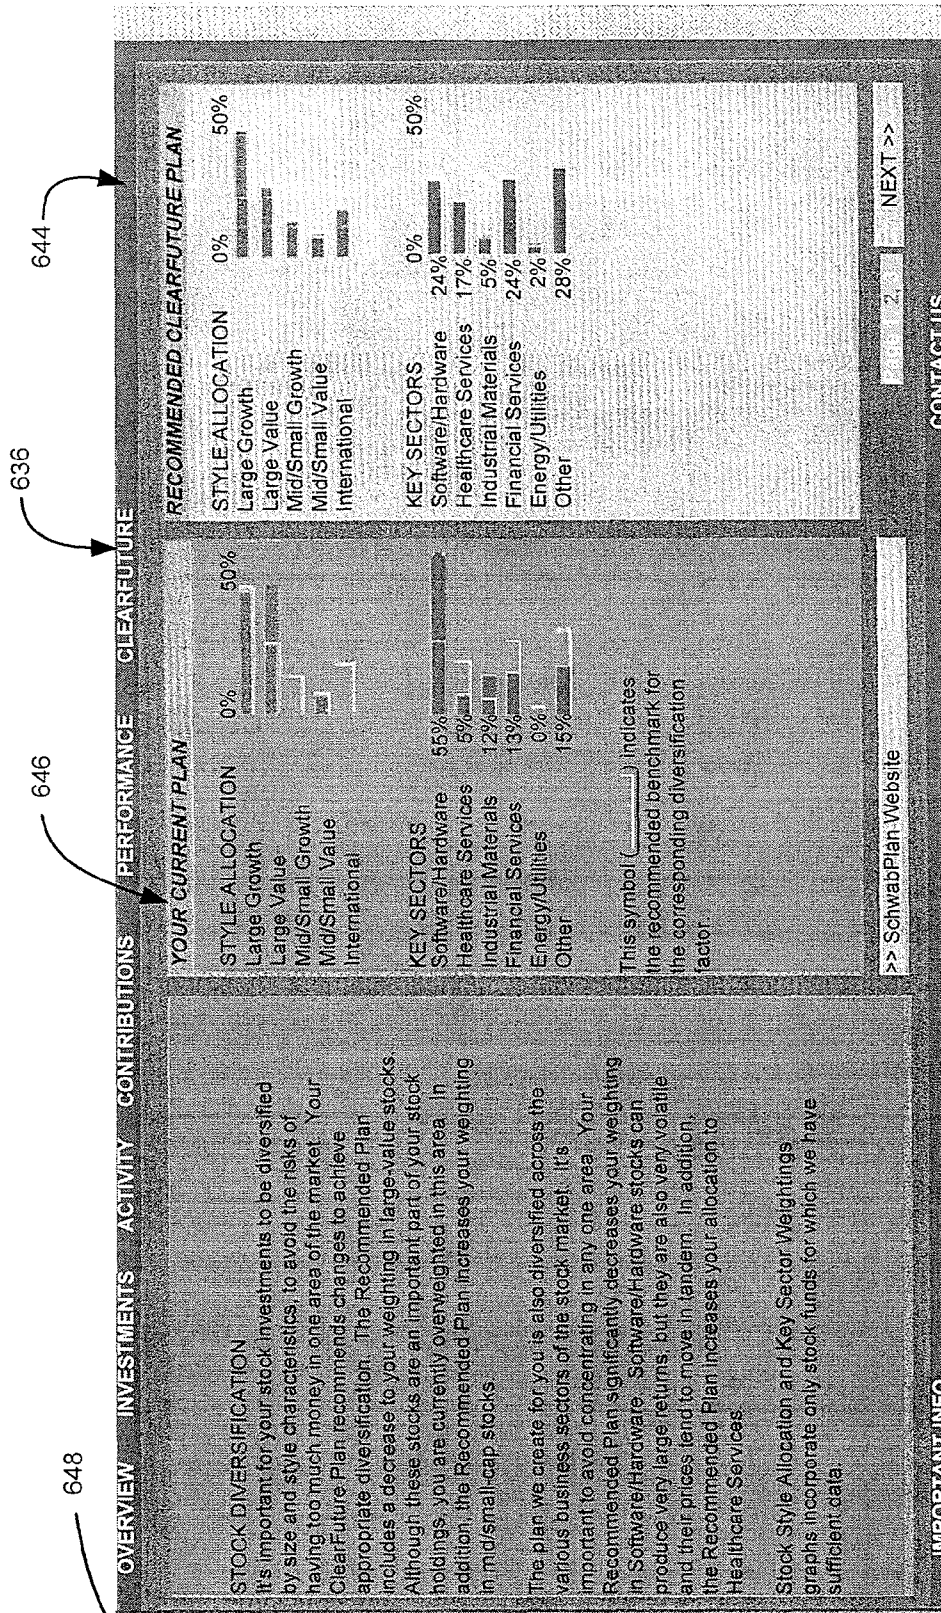 648
646
636
644
OVERVIEW INVESTMENTS ACTIVITY CONTRIBUTIONS PERFORMANCE CLEARFUTURE
STOCK DIVERSIFICATION
It's important for your stock investments to be diversified
by size and style characteristics, to avoid the risks of
having too much money in one area of the market. Your
ClearFuture Plan recommends changes to achieve
appropriate diversification. The Recommended Plan
includes a decrease to your weighting in large-value stocks.
Although these stocks are an important part of your stock
holdings, you are currently overweighted in this area. In
addition, the Recommended Plan increases your weighting
in mid/small-cap stocks
The plan we create for you is also diversified across the
various business sectors of the stock market. It's
important to avoid concentrating in any one area. Your
Recommended Plan significantly decreases your weighting
in Software/Hardware. Software/Hardware stocks can
produce very large returns, but they are also very volatile
and their prices tend to move in tandem. In addition,
the Recommended Plan increases your allocation to
Healthcare Services.
Stock Style Allocation and Key Sector Weightings
graphs incorporate only stock funds for which we have
sufficient data.
YOUR CURRENT PLAN
STYLE ALLOCATION 0% 50%
Large Growth
Large Value
Mid/Small Growth
Mid/Small Value
International
KEY SECTORS
Software/Hardware 55%
Healthcare Services 5%
Industrial Materials 12%
Financial Services 13%
Energy/Utilities 0%
Other 15%
This symbol ( ) indicates
the recommended benchmark for
the corresponding diversification
factor.
>> SchwabPlan Website
RECOMMENDED CLEARFUTURE PLAN
STYLE ALLOCATION 0% 50%
Large Growth
Large Value
Mid/Small Growth
Mid/Small Value
International
KEY SECTORS 0% 50%
Software/Hardware 24%
Healthcare Services 17%
Industrial Materials 5%
Financial Services 24%
Energy/Utilities 2%
Other 28%
2, NEXT >>
IMPORTANT INFO CONTACT US